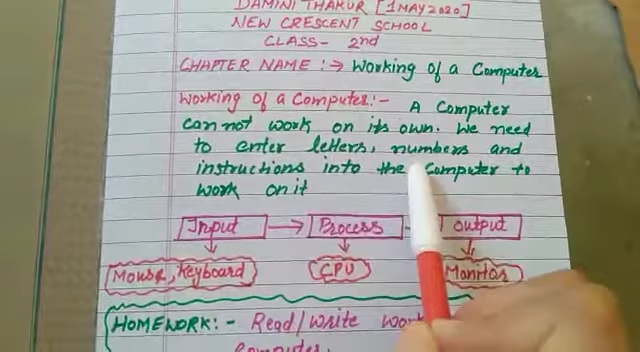 DAMINI THAKUR [1 MAY 2020]
NEW CRESCENT SCHOOL
CLASS- 2nd
CHAPTER NAME :→ Working of a Computer
Working of a Computer:- A Computer
can not work on its own. We need
to enter letters, numbers and
instructions into the Computer to
work on it
Input → Process - output
Mouse, Keyboard CPU Monitor
HOMEWORK:- Read/Write
Computer.